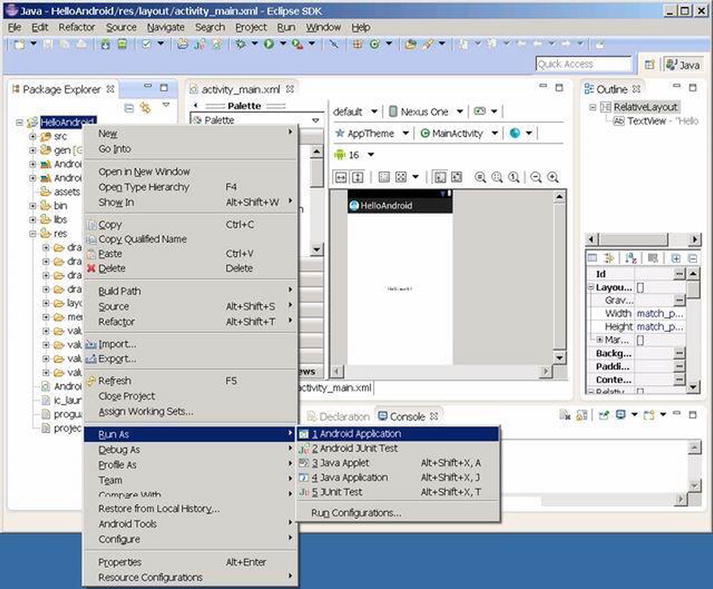 Java - HelloAndroid/res/layout/activity_main.xml - Eclipse SDK
File Edit Refactor Source Navigate Search Project Run Window Help
Quick Access
Java
Package Explorer
HelloAndroid
src
gen
Androi
Androi
assets
bin
libs
res
dra
dra
dra
dra
layo
me
valu
valu
valu
Androi
ic_laun
progua
projec
New
Go Into
Open in New Window
Open Type Hierarchy F4
Show In Alt+Shift+W
Copy Ctrl+C
Copy Qualified Name
Paste Ctrl+V
Delete Delete
Build Path
Source Alt+Shift+S
Refactor Alt+Shift+T
Import...
Export...
Refresh F5
Close Project
Assign Working Sets...
Run As
Debug As
Profile As
Team
Compare With
Restore from Local History...
Android Tools
Configure
Properties Alt+Enter
Resource Configurations
1 Android Application
2 Android JUnit Test
3 Java Applet Alt+Shift+X, A
4 Java Application Alt+Shift+X, J
5 JUnit Test Alt+Shift+X, T
Run Configurations...
activity_main.xml
Palette
Palette
default Nexus One
AppTheme MainActivity
16
HelloAndroid
ews
activity_main.xml
Declaration Console
Outline
RelativeLayout
TextView - "Hello
Id
Layou... []
Grav...
Width match_p...
Height match_p...
Mar... []
Backg...
Paddi...
Conte...
Relativ []